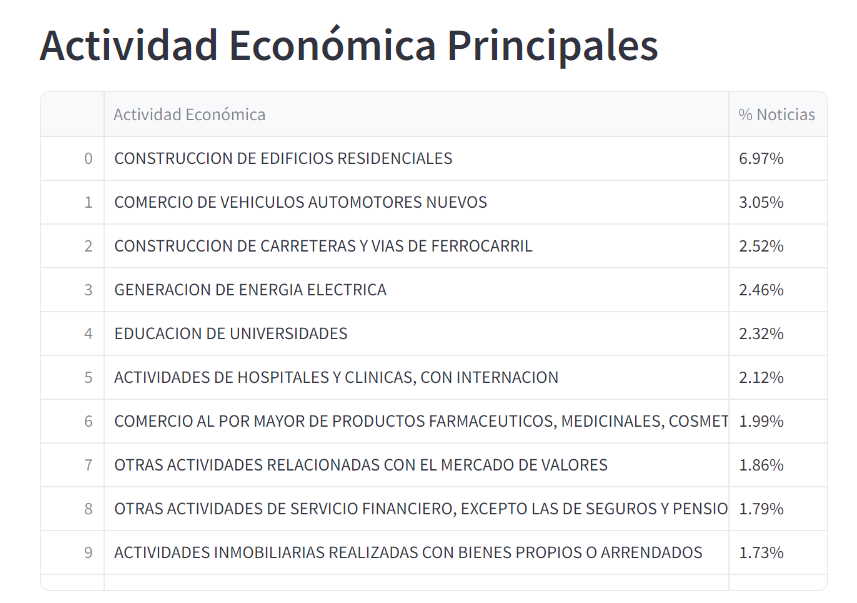 Actividad Económica Principales
Actividad Económica % Noticias
0 CONSTRUCCION DE EDIFICIOS RESIDENCIALES 6.97%
1 COMERCIO DE VEHICULOS AUTOMOTORES NUEVOS 3.05%
2 CONSTRUCCION DE CARRETERAS Y VIAS DE FERROCARRIL 2.52%
3 GENERACION DE ENERGIA ELECTRICA 2.46%
4 EDUCACION DE UNIVERSIDADES 2.32%
5 ACTIVIDADES DE HOSPITALES Y CLINICAS, CON INTERNACION 2.12%
6 COMERCIO AL POR MAYOR DE PRODUCTOS FARMACEUTICOS, MEDICINALES, COSMET 1.99%
7 OTRAS ACTIVIDADES RELACIONADAS CON EL MERCADO DE VALORES 1.86%
8 OTRAS ACTIVIDADES DE SERVICIO FINANCIERO, EXCEPTO LAS DE SEGUROS Y PENSIO 1.79%
9 ACTIVIDADES INMOBILIARIAS REALIZADAS CON BIENES PROPIOS O ARRENDADOS 1.73%